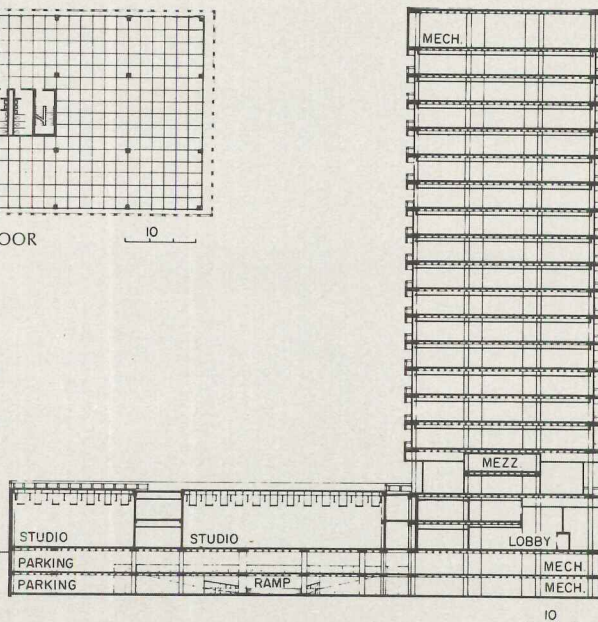 MECH.
OOR
10
MEZZ
STUDIO STUDIO LOBBY
PARKING MECH.
PARKING RAMP MECH.
10